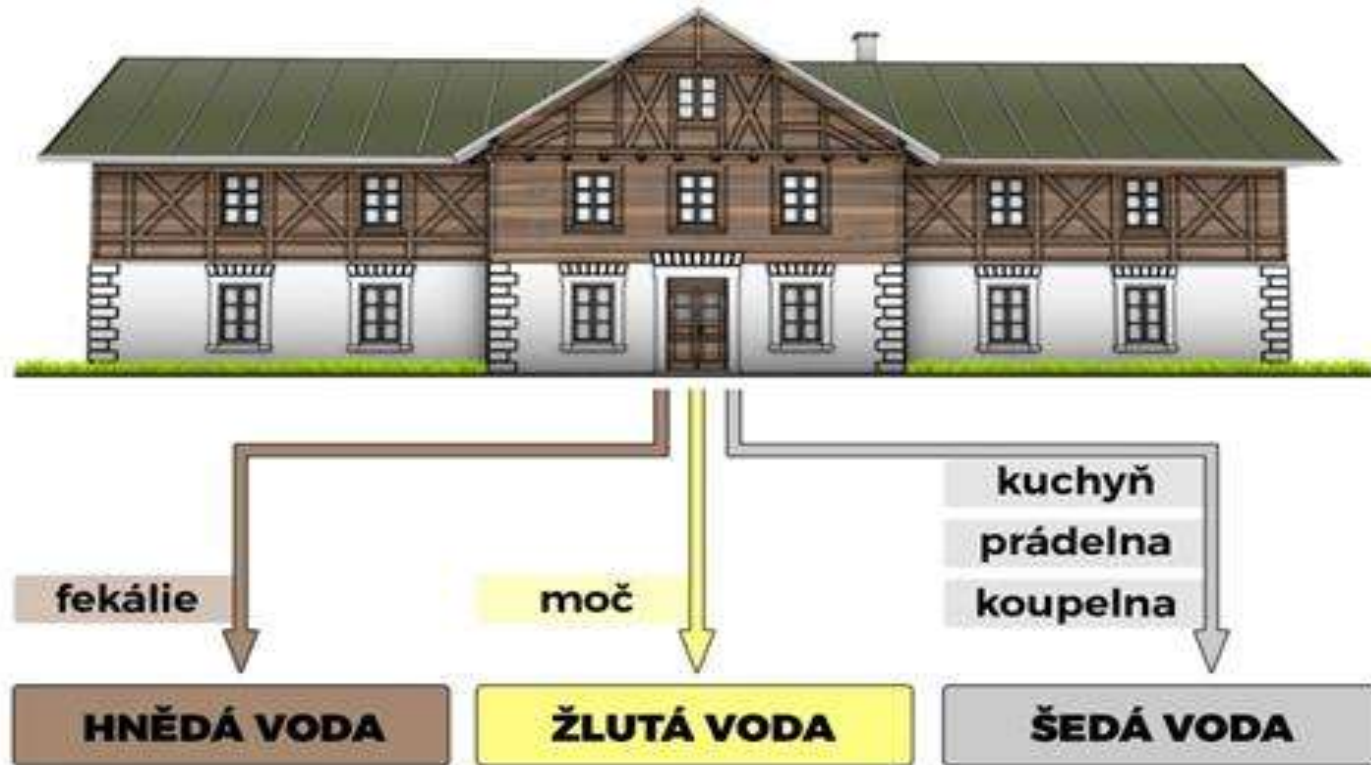 fekálie
HNĚDÁ VODA
moč
ŽLUTÁ VODA
kuchyň
prádelna
koupelna
ŠEDÁ VODA